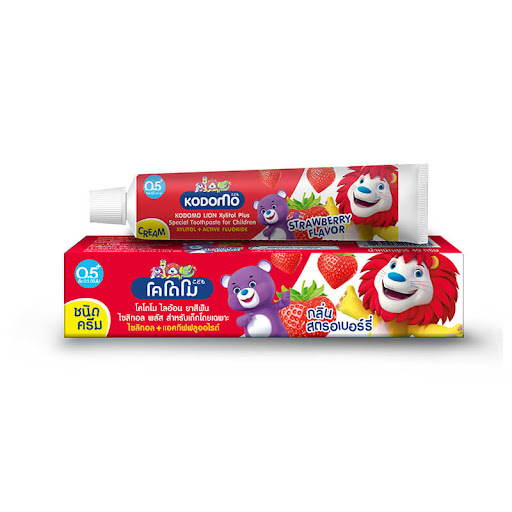 0.5+
KODOMO
KODOMO LION Xylitol Plus
Special Toothpaste for Children
XYLITOL + ACTIVE FLUORIDE
CREAM
STRAWBERRY
FLAVOR
0.5+
こども
โคโดโม
โคโดโม ไลอ้อน ยาสีฟัน
ไซลิทอล พลัส สำหรับเด็กโดยเฉพาะ
ไซลิทอล + แอคทีฟฟลูออไรด์
ชนิด
ครีม
กลิ่น
สตรอเบอร์รี่